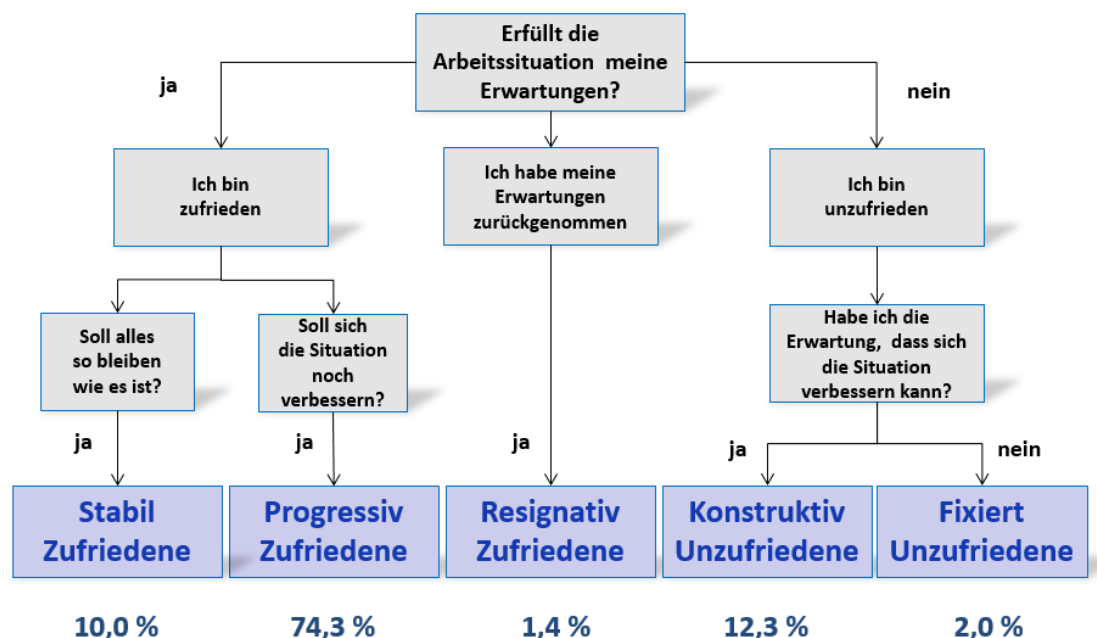 Erfüllt die
Arbeitssituation meine
Erwartungen?
ja
nein
Ich bin
zufrieden
Ich habe meine
Erwartungen
zurückgenommen
Ich bin
unzufrieden
Soll alles
so bleiben
wie es ist?
Soll sich
die Situation
noch
verbessern?
Habe ich die
Erwartung, dass sich
die Situation
verbessern kann?
ja
ja
ja
ja
nein
Stabil
Zufriedene
Progressiv
Zufriedene
Resignativ
Zufriedene
Konstruktiv
Unzufriedene
Fixiert
Unzufriedene
10,0 %
74,3 %
1,4 %
12,3 %
2,0 %